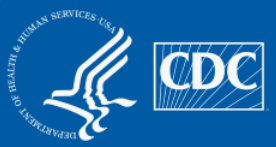 DEPARTMENT OF HEALTH & HUMAN SERVICES·USA
CDC